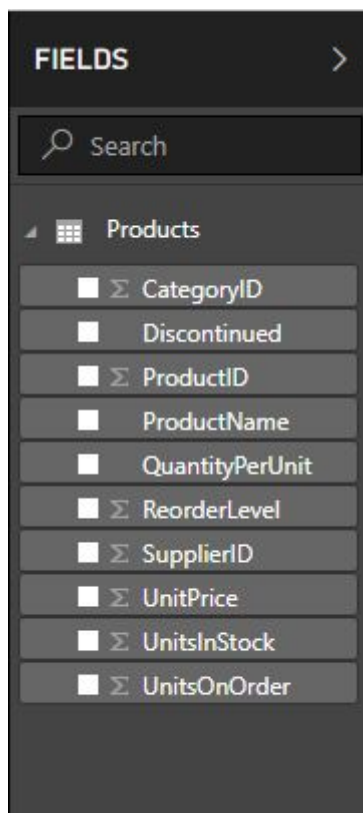 FIELDS
Search
Products
Σ CategoryID
Discontinued
Σ ProductID
ProductName
QuantityPerUnit
Σ ReorderLevel
Σ SupplierID
Σ UnitPrice
Σ UnitsInStock
Σ UnitsOnOrder